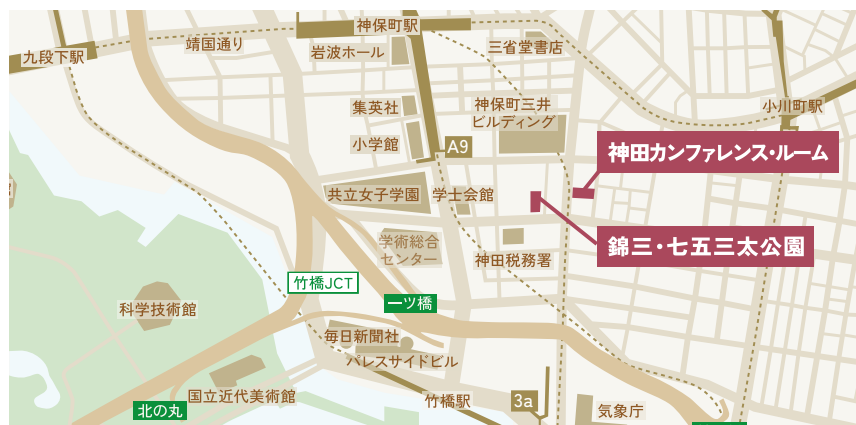 神保町駅
靖国通り
岩波ホール
三省堂書店
九段下駅
集英社
神保町三井
ビルディング
小川町駅
小学館
A9
神田カンファレンス・ルーム
共立女子学園
学士会館
学術総合
センター
錦三・七五三太公園
神田税務署
竹橋JCT
一ツ橋
科学技術館
毎日新聞社
パレスサイドビル
国立近代美術館
竹橋駅
3a
北の丸
気象庁